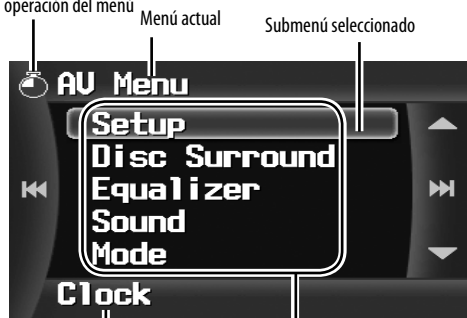 operación del menú
Menú actual
Submenú seleccionado
AV Menu
Setup
Disc Surround
Equalizer
Sound
Mode
Clock